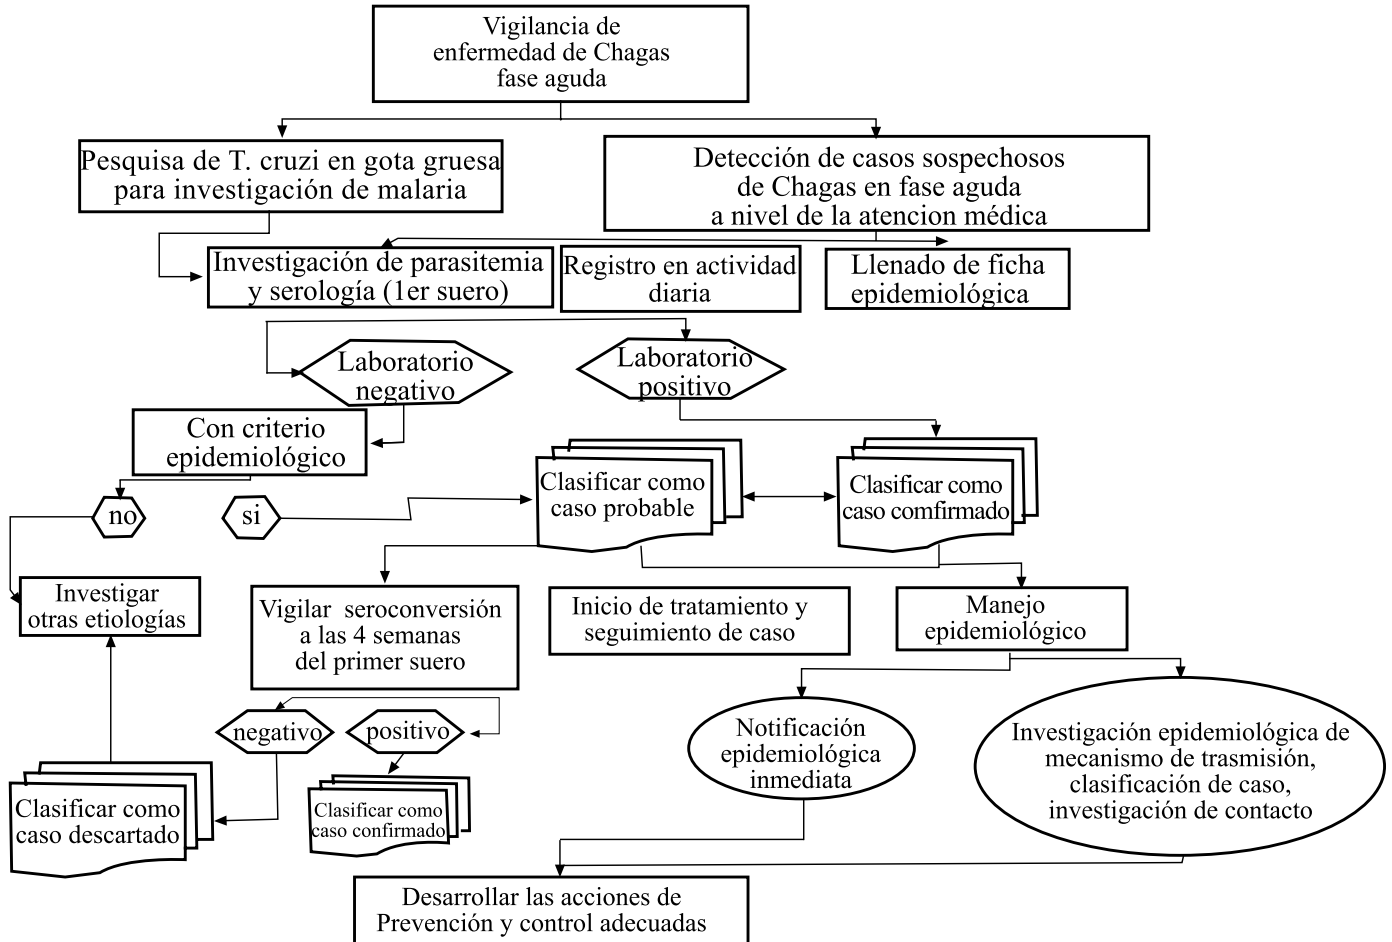 Vigilancia de
enfermedad de Chagas
fase aguda
Pesquisa de T. cruzi en gota gruesa
para investigación de malaria
Detección de casos sospechosos
de Chagas en fase aguda
a nivel de la atencion médica
Investigación de parasitemia
y serología (1er suero)
Registro en actividad
diaria
Llenado de ficha
epidemiológica
Laboratorio
negativo
Laboratorio
positivo
Con criterio
epidemiológico
no
si
Clasificar como
caso probable
Clasificar como
caso comfirmado
Investigar
otras etiologías
Vigilar seroconversión
a las 4 semanas
del primer suero
Inicio de tratamiento y
seguimiento de caso
Manejo
epidemiológico
negativo
positivo
Notificación
epidemiológica
inmediata
Investigación epidemiológica de
mecanismo de trasmisión,
clasificación de caso,
investigación de contacto
Clasificar como
caso descartado
Clasificar como
caso confirmado
Desarrollar las acciones de
Prevención y control adecuadas